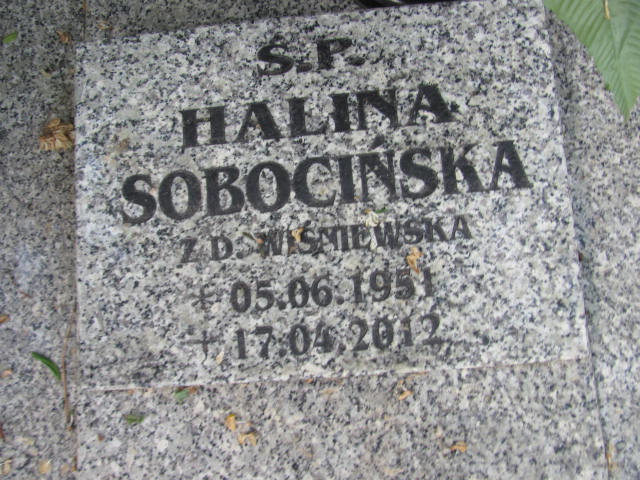 Ś.P.
HALINA
SOBOCIŃSKA
Z D. WIŚNIEWSKA
* 05.06.1951
+ 17.04.2012